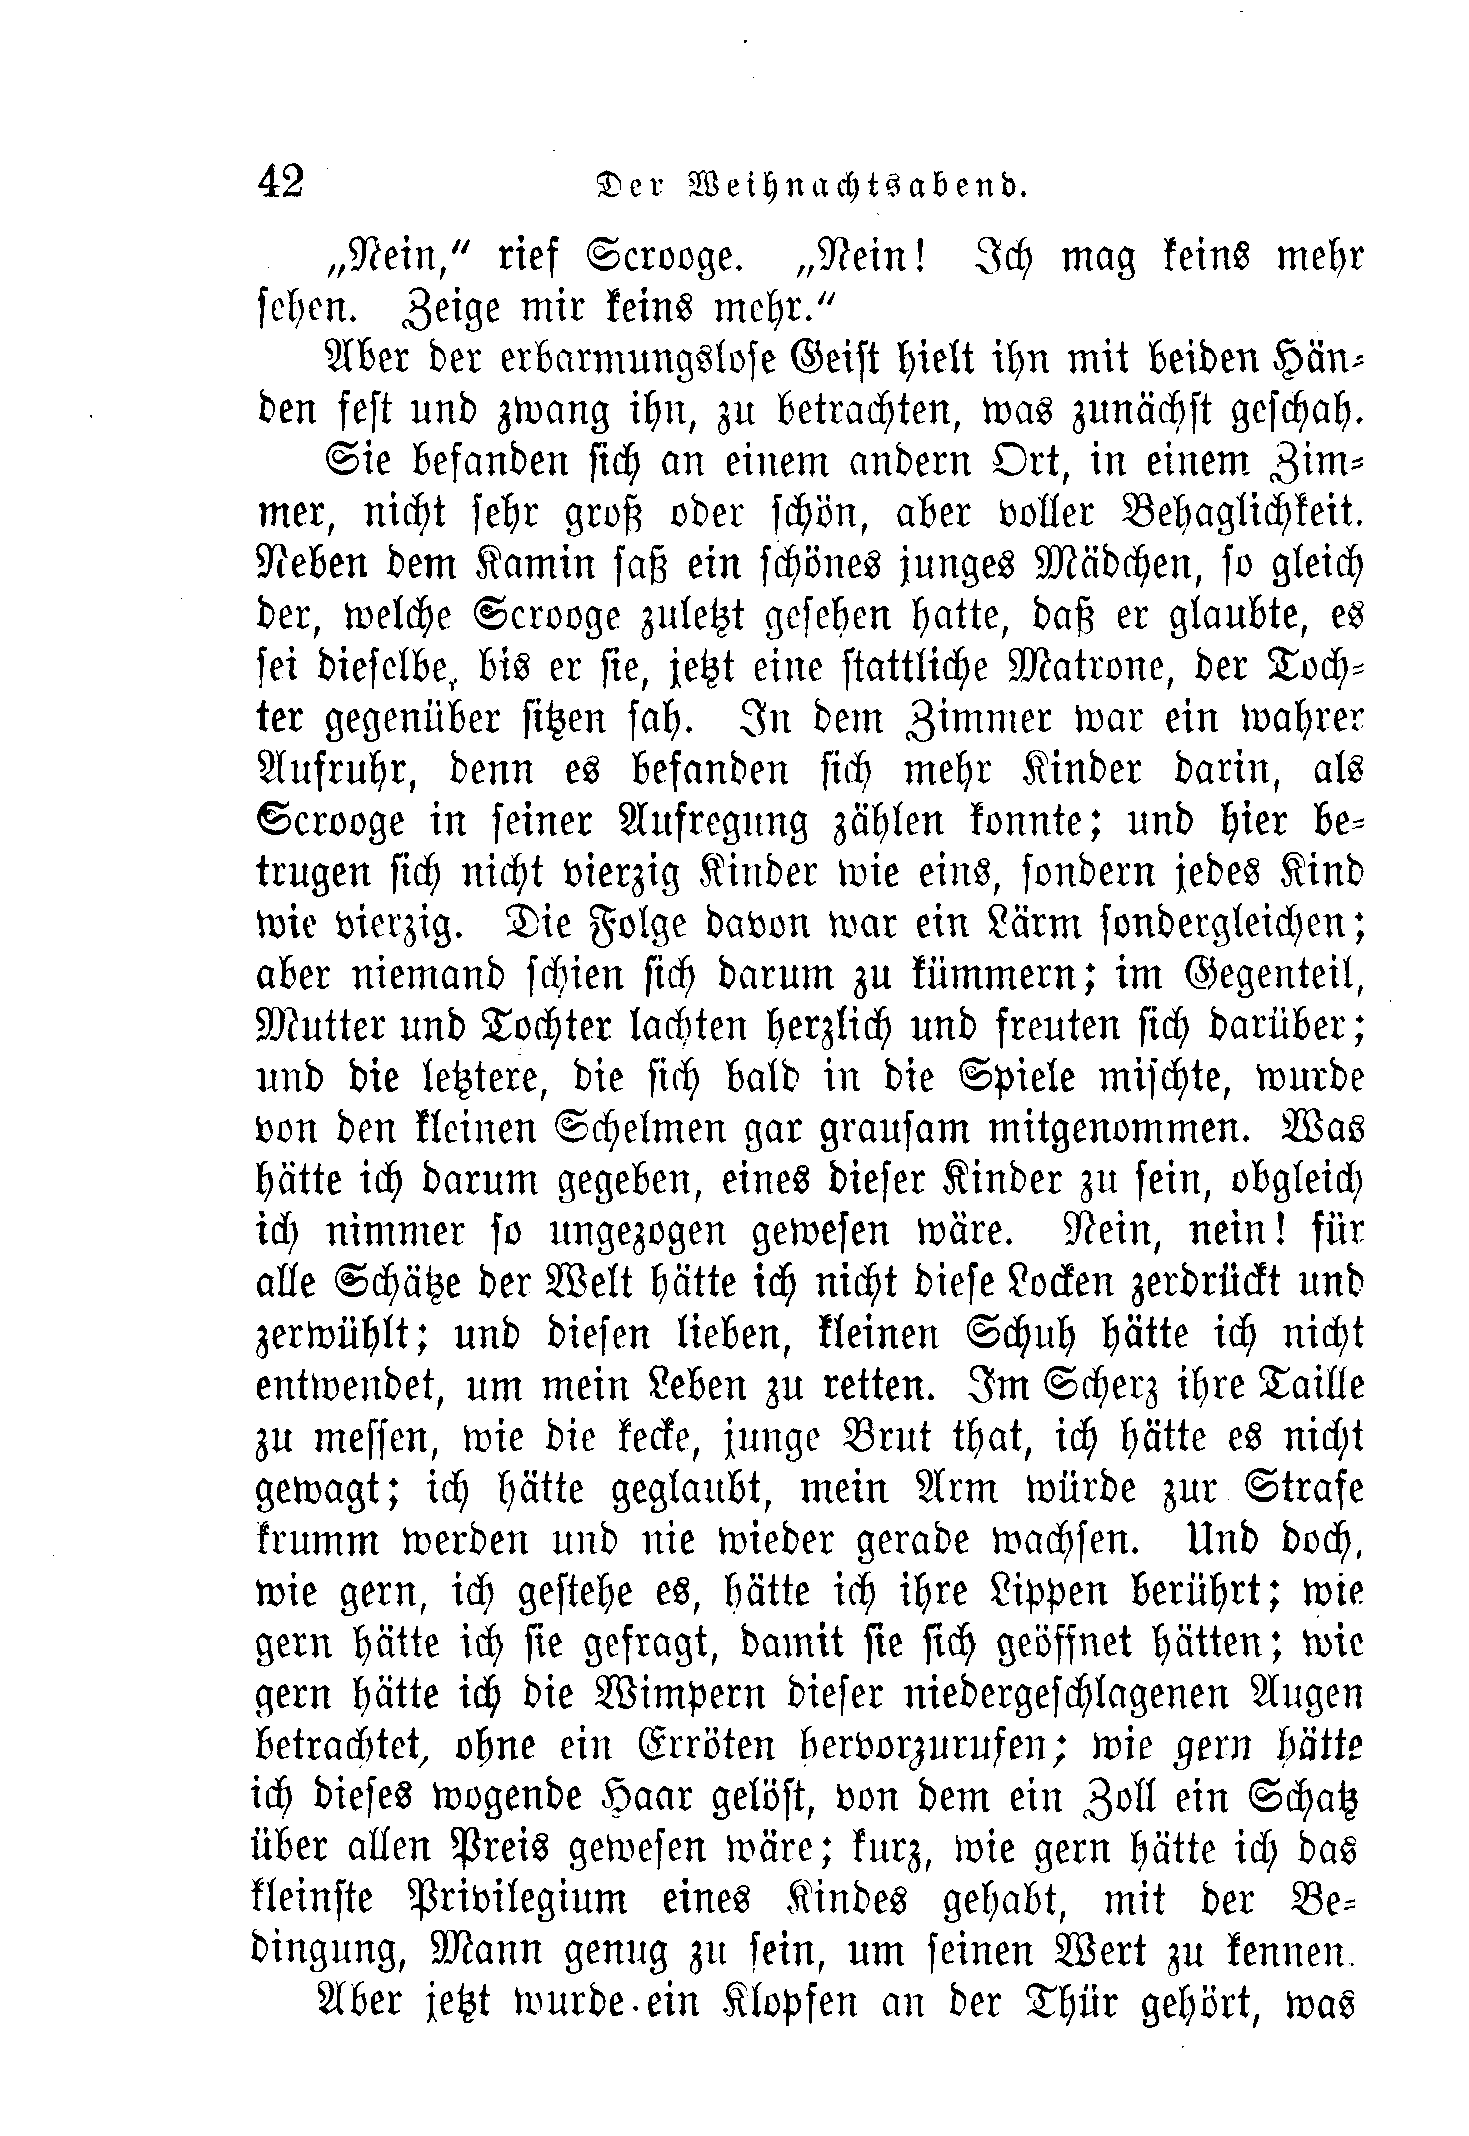 42 Der Weihnachtsabend.
„Nein,“ rief Scrooge. „Nein! Ich mag keins mehr
sehen. Zeige mir keins mehr.“
Aber der erbarmungslose Geist hielt ihn mit beiden Hän-
den fest und zwang ihn, zu betrachten, was zunächst geschah.
Sie befanden sich an einem andern Ort, in einem Zim-
mer, nicht sehr groß oder schön, aber voller Behaglichkeit.
Neben dem Kamin saß ein schönes junges Mädchen, so gleich
der, welche Scrooge zuletzt gesehen hatte, daß er glaubte, es
sei dieselbe, bis er sie, jetzt eine stattliche Matrone, der Toch-
ter gegenüber sitzen sah. In dem Zimmer war ein wahrer
Aufruhr, denn es befanden sich mehr Kinder darin, als
Scrooge in seiner Aufregung zählen konnte; und hier be-
trugen sich nicht vierzig Kinder wie eins, sondern jedes Kind
wie vierzig. Die Folge davon war ein Lärm sondergleichen;
aber niemand schien sich darum zu kümmern; im Gegenteil,
Mutter und Tochter lachten herzlich und freuten sich darüber;
und die letztere, die sich bald in die Spiele mischte, wurde
von den kleinen Schelmen gar grausam mitgenommen. Was
hätte ich darum gegeben, eines dieser Kinder zu sein, obgleich
ich nimmer so ungezogen gewesen wäre. Nein, nein! für
alle Schätze der Welt hätte ich nicht diese Locken zerdrückt und
zerwühlt; und diesen lieben, kleinen Schuh hätte ich nicht
entwendet, um mein Leben zu retten. Im Scherz ihre Taille
zu messen, wie die kecke, junge Brut that, ich hätte es nicht
gewagt; ich hätte geglaubt, mein Arm würde zur Strafe
krumm werden und nie wieder gerade wachsen. Und doch,
wie gern, ich gestehe es, hätte ich ihre Lippen berührt; wie
gern hätte ich sie gefragt, damit sie sich geöffnet hätten; wie
gern hätte ich die Wimpern dieser niedergeschlagenen Augen
betrachtet, ohne ein Erröten hervorzurufen; wie gern hätte
ich dieses wogende Haar gelöst, von dem ein Zoll ein Schatz
über allen Preis gewesen wäre; kurz, wie gern hätte ich das
kleinste Privilegium eines Kindes gehabt, mit der Be-
dingung, Mann genug zu sein, um seinen Wert zu kennen.
Aber jetzt wurde ein Klopfen an der Thür gehört, was